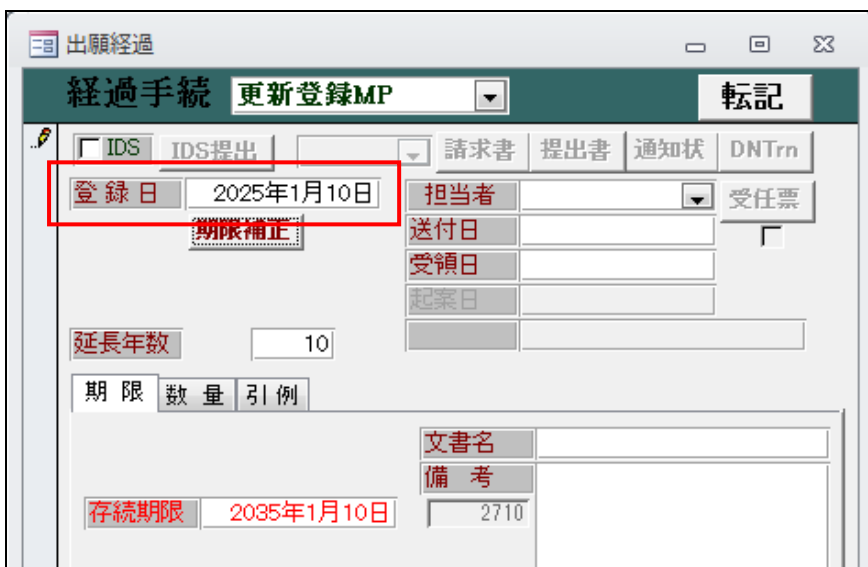 出願経過
経過手続 更新登録MP 転記
IDS IDS提出 請求書 提出書 通知状 DNTrn
登録日 2025年1月10日 担当者 受任票
期限補正 送付日
受領日
起案日
延長年数 10
期限 数量 引例
文書名
備考
存続期限 2035年1月10日 2710